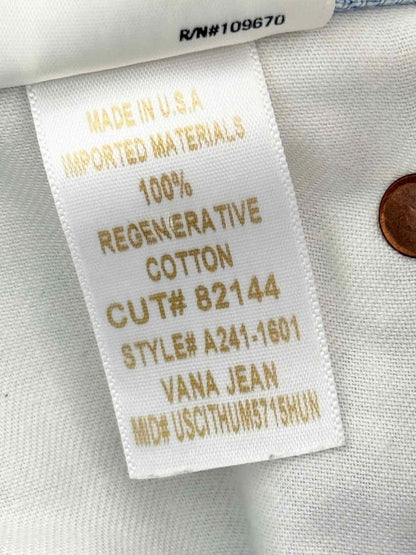 R/N#109670
MADE IN U.S.A
IMPORTED MATERIALS
100%
REGENERATIVE
COTTON
CUT# 82144
STYLE# A241-1601
VANA JEAN
MID# USCITHUM5715HUN